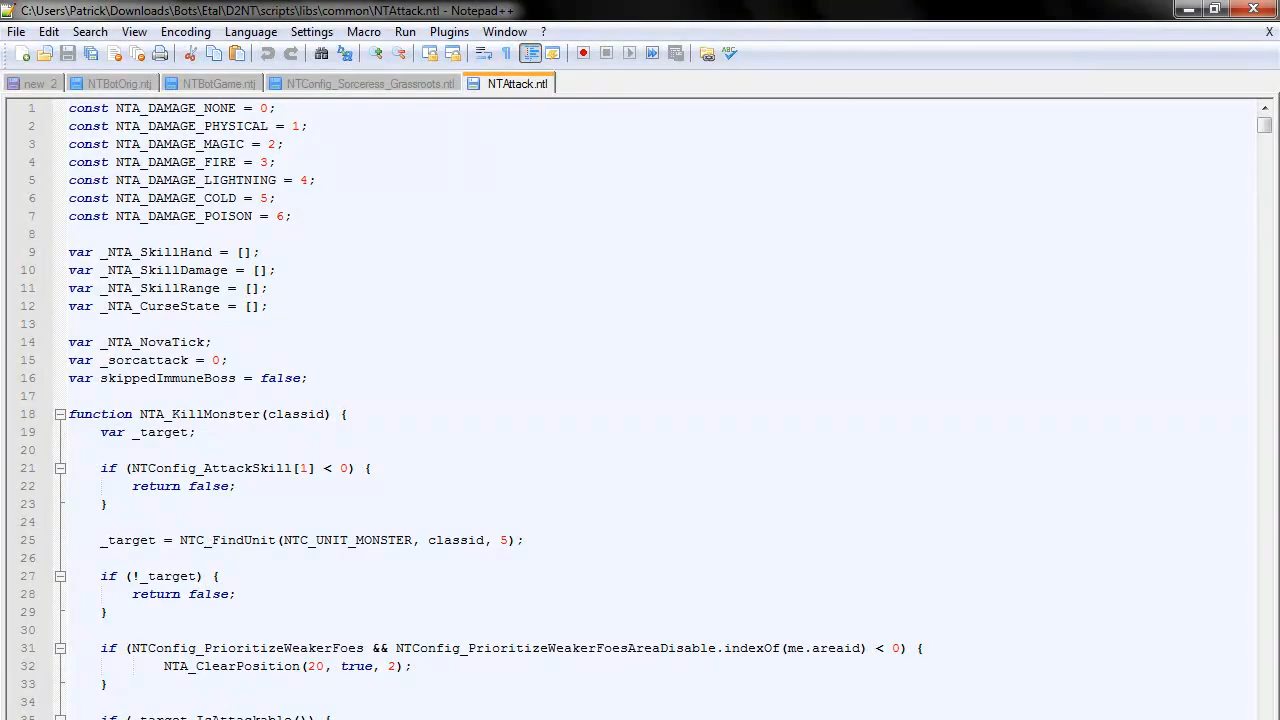 C:\Users\Patrick\Downloads\Bots\Etal\D2NT\scripts\libs\common\NTAttack.ntl - Notepad++
File Edit Search View Encoding Language Settings Macro Run Plugins Window ? X
new 2 NTBotOrig.ntj NTBotGame.ntj NTConfig_Sorceress_Grassroots.ntl NTAttack.ntl
1 const NTA_DAMAGE_NONE = 0;
2 const NTA_DAMAGE_PHYSICAL = 1;
3 const NTA_DAMAGE_MAGIC = 2;
4 const NTA_DAMAGE_FIRE = 3;
5 const NTA_DAMAGE_LIGHTNING = 4;
6 const NTA_DAMAGE_COLD = 5;
7 const NTA_DAMAGE_POISON = 6;
8
9 var _NTA_SkillHand = [];
10 var _NTA_SkillDamage = [];
11 var _NTA_SkillRange = [];
12 var _NTA_CurseState = [];
13
14 var _NTA_NovaTick;
15 var _sorcattack = 0;
16 var skippedImmuneBoss = false;
17
18 function NTA_KillMonster(classid) {
19 var _target;
20
21 if (NTConfig_AttackSkill[1] < 0) {
22 return false;
23 }
24
25 _target = NTC_FindUnit(NTC_UNIT_MONSTER, classid, 5);
26
27 if (!_target) {
28 return false;
29 }
30
31 if (NTConfig_PrioritizeWeakerFoes && NTConfig_PrioritizeWeakerFoesAreaDisable.indexOf(me.areaid) < 0) {
32 NTA_ClearPosition(20, true, 2);
33 }
34
35 if (_target.IsAttackable()) {